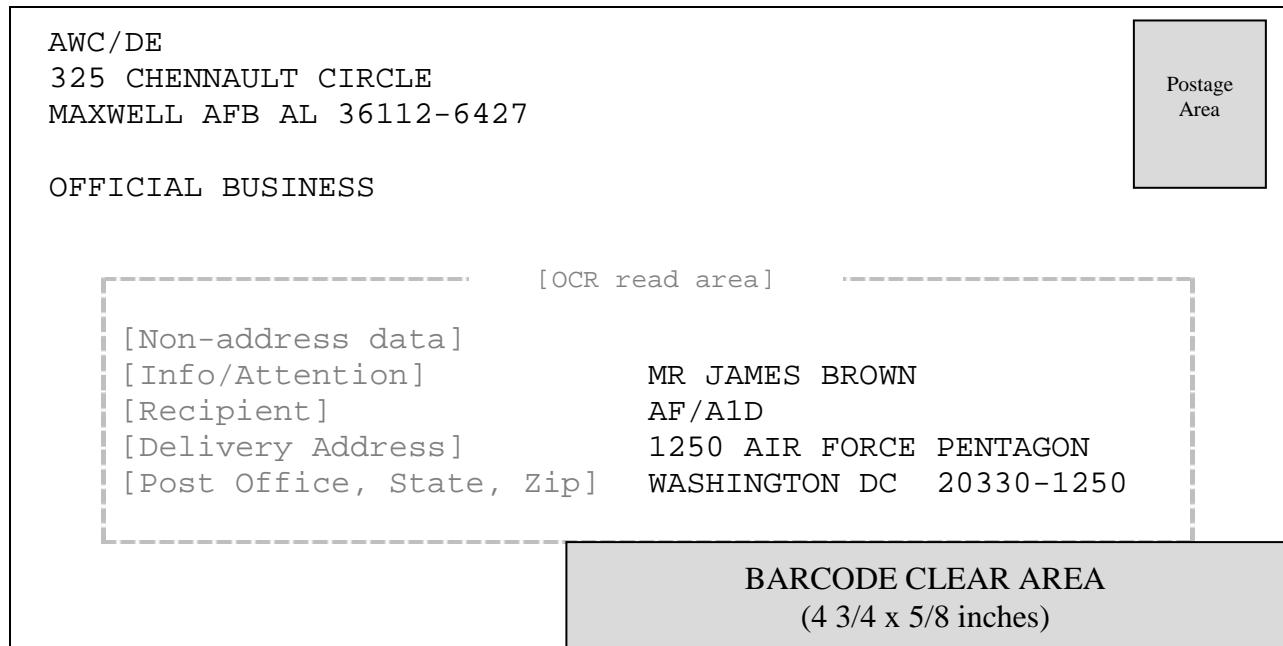 AWC/DE
325 CHENNAULT CIRCLE
MAXWELL AFB AL 36112-6427
Postage
Area
OFFICIAL BUSINESS
[OCR read area]
[Non-address data]
[Info/Attention] MR JAMES BROWN
[Recipient] AF/A1D
[Delivery Address] 1250 AIR FORCE PENTAGON
[Post Office, State, Zip] WASHINGTON DC  20330-1250
BARCODE CLEAR AREA
(4 3/4 x 5/8 inches)